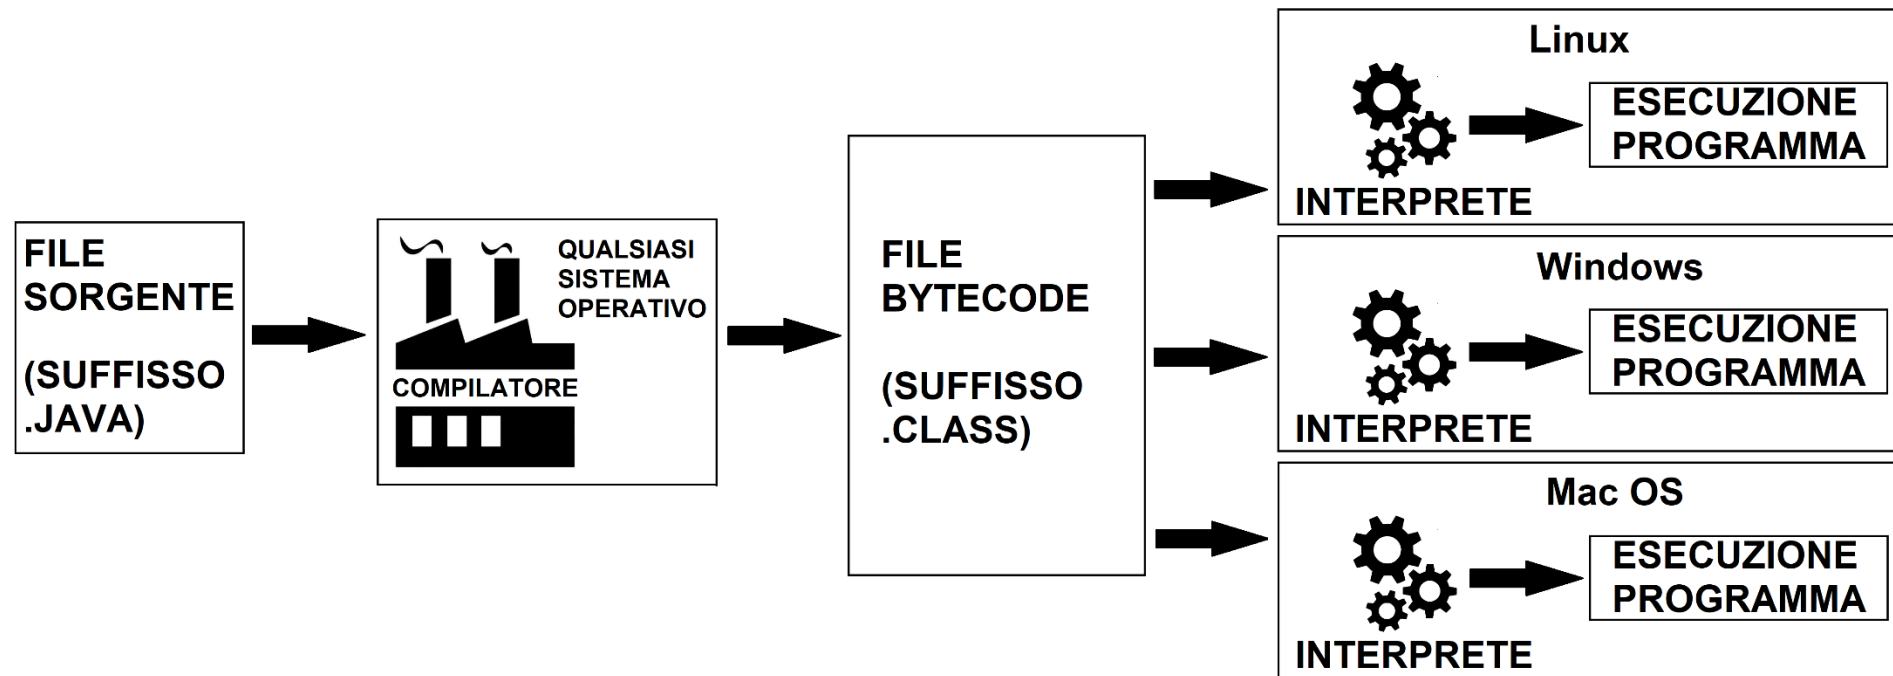 FILE
SORGENTE
(SUFFISSO
.JAVA)
QUALSIASI
SISTEMA
OPERATIVO
COMPILATORE
FILE
BYTECODE
(SUFFISSO
.CLASS)
Linux
ESECUZIONE
PROGRAMMA
INTERPRETE
Windows
ESECUZIONE
PROGRAMMA
INTERPRETE
Mac OS
ESECUZIONE
PROGRAMMA
INTERPRETE